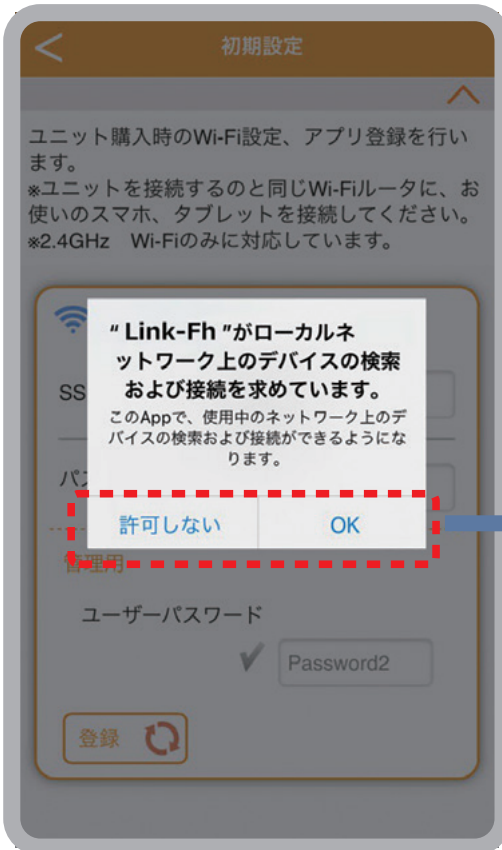 初期設定
ユニット購入時のWi-Fi設定、アプリ登録を行い
ます。
※ユニットを接続するのと同じWi-Fiルータに、お
使いのスマホ、タブレットを接続してください。
※2.4GHz Wi-Fiのみに対応しています。
“ Link-Fh ”がローカルネ
ットワーク上のデバイスの検索
および接続を求めています。
SS
このAppで、使用中のネットワーク上のデ
バイスの検索および接続ができるようにな
ります。
パス
許可しない OK
管理用
ユーザーパスワード
Password2
登録